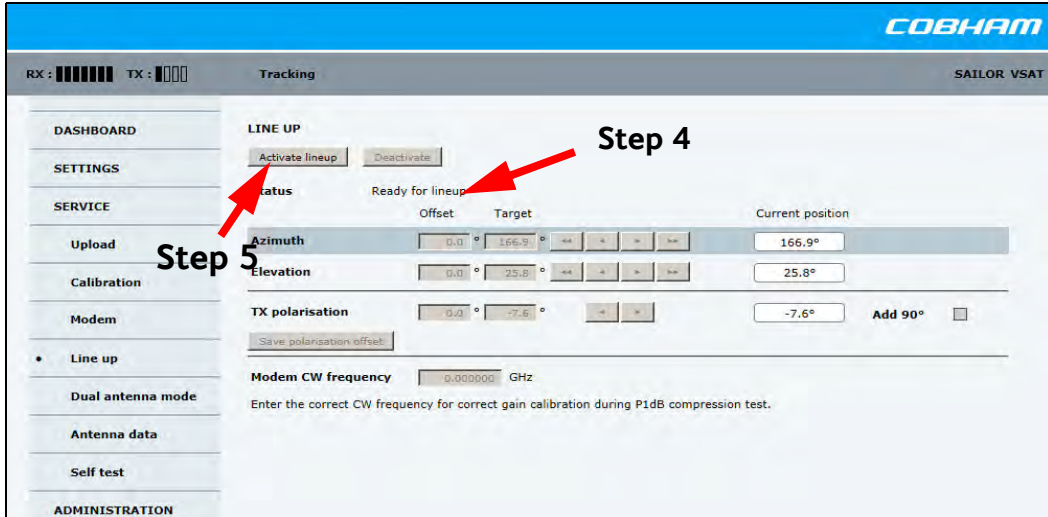 COBHAM
RX : TX : Tracking SAILOR VSAT
DASHBOARD
SETTINGS
SERVICE
Upload
Calibration
Modem
Line up
Dual antenna mode
Antenna data
Self test
ADMINISTRATION
LINE UP
Step 4
Activate lineup Deactivate
Status Ready for lineup
Step 5
Offset Target Current position
Azimuth 0.0 ° 166.9 ° 166.9°
Elevation 0.0 ° 25.8 ° 25.8°
TX polarisation 0.0 ° -7.6 ° -7.6° Add 90°
Save polarisation offset
Modem CW frequency 0.000000 GHz
Enter the correct CW frequency for correct gain calibration during P1dB compression test.